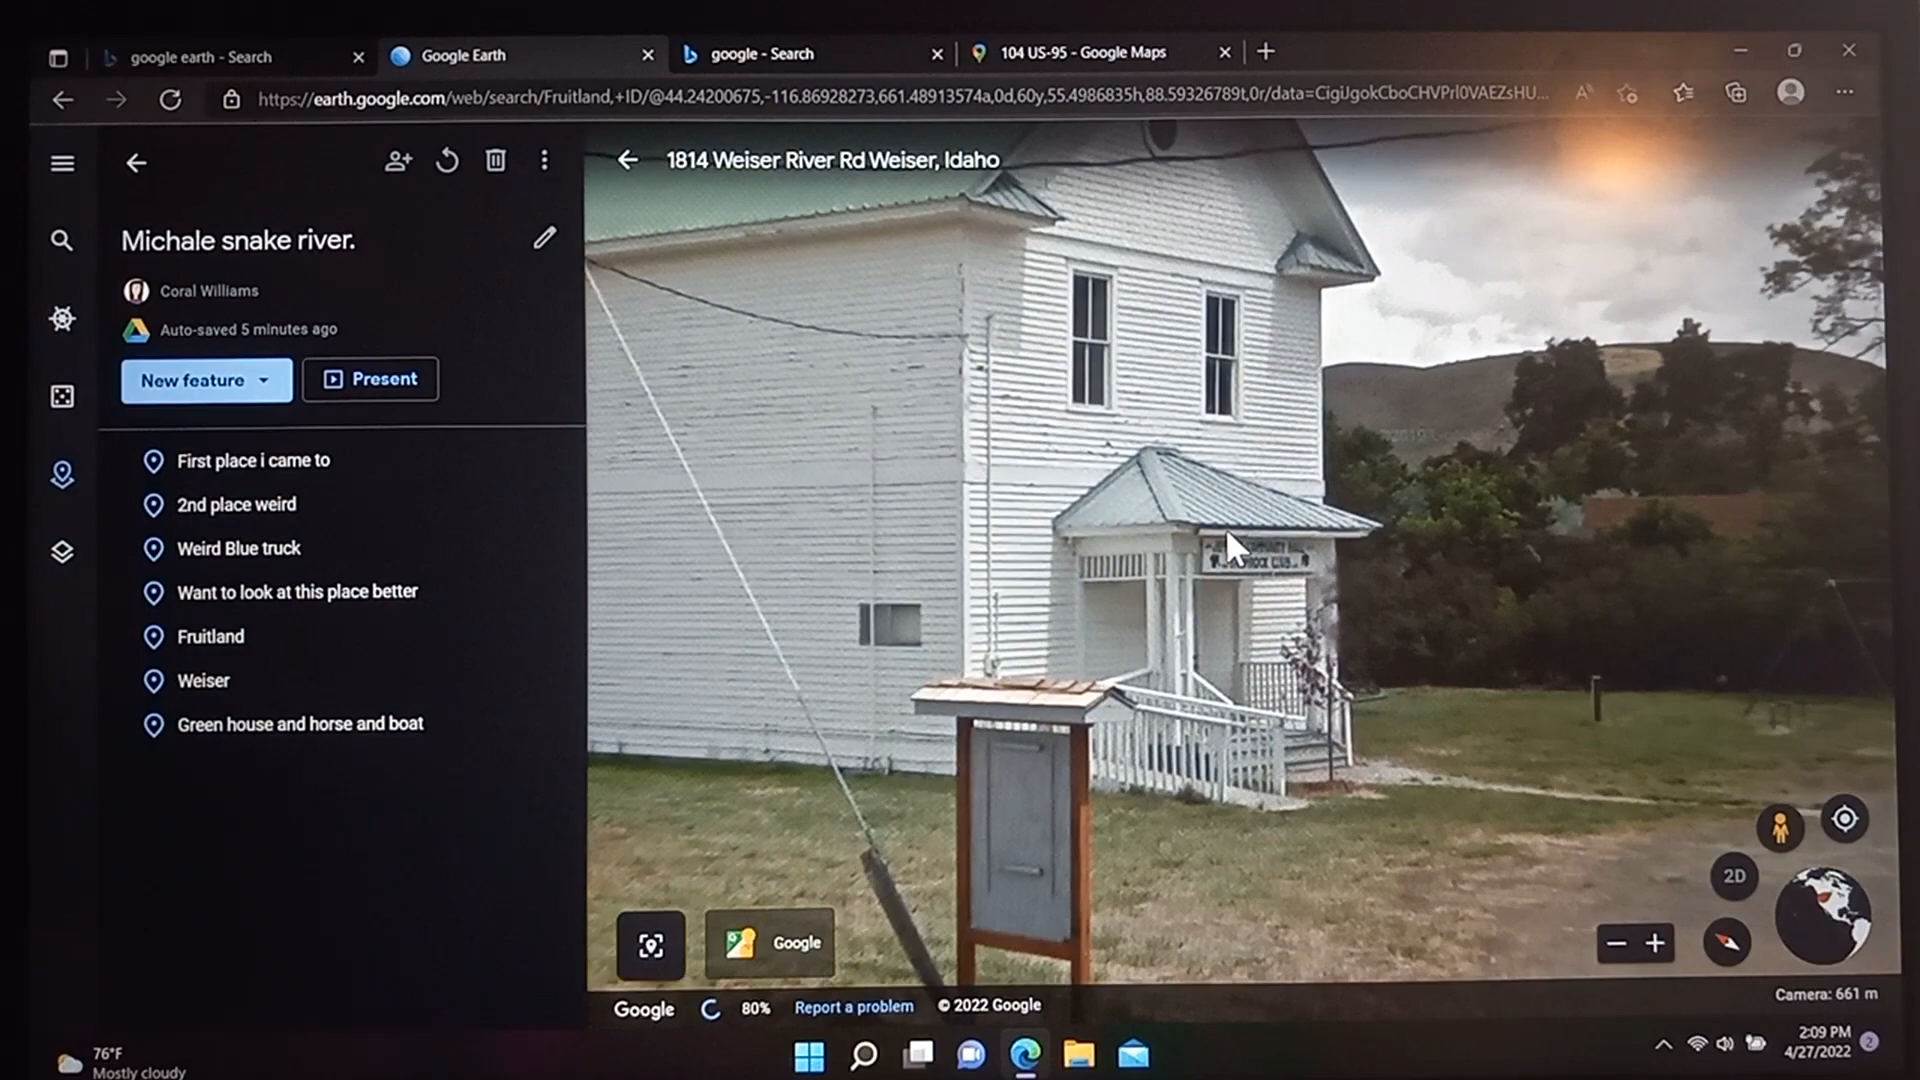 google earth - Search
Google Earth
google - Search
104 US-95 - Google Maps
https://earth.google.com/web/search/Fruitland,+ID/@44.24200675,-116.86928273,661.48913574a,0d,60y,55.4986835h,88.59326789t,0r/data=CigiJgokCboCHVPrl0VAEZsHU...
Michale snake river.
Coral Williams
Auto-saved 5 minutes ago
New feature
Present
First place i came to
2nd place weird
Weird Blue truck
Want to look at this place better
Fruitland
Weiser
Green house and horse and boat
1814 Weiser River Rd Weiser, Idaho
COMMUNITY HALL
CLUB
2D
Google
Google
80%
Report a problem
© 2022 Google
Camera: 661 m
76°F
Mostly cloudy
2:09 PM
4/27/2022
2